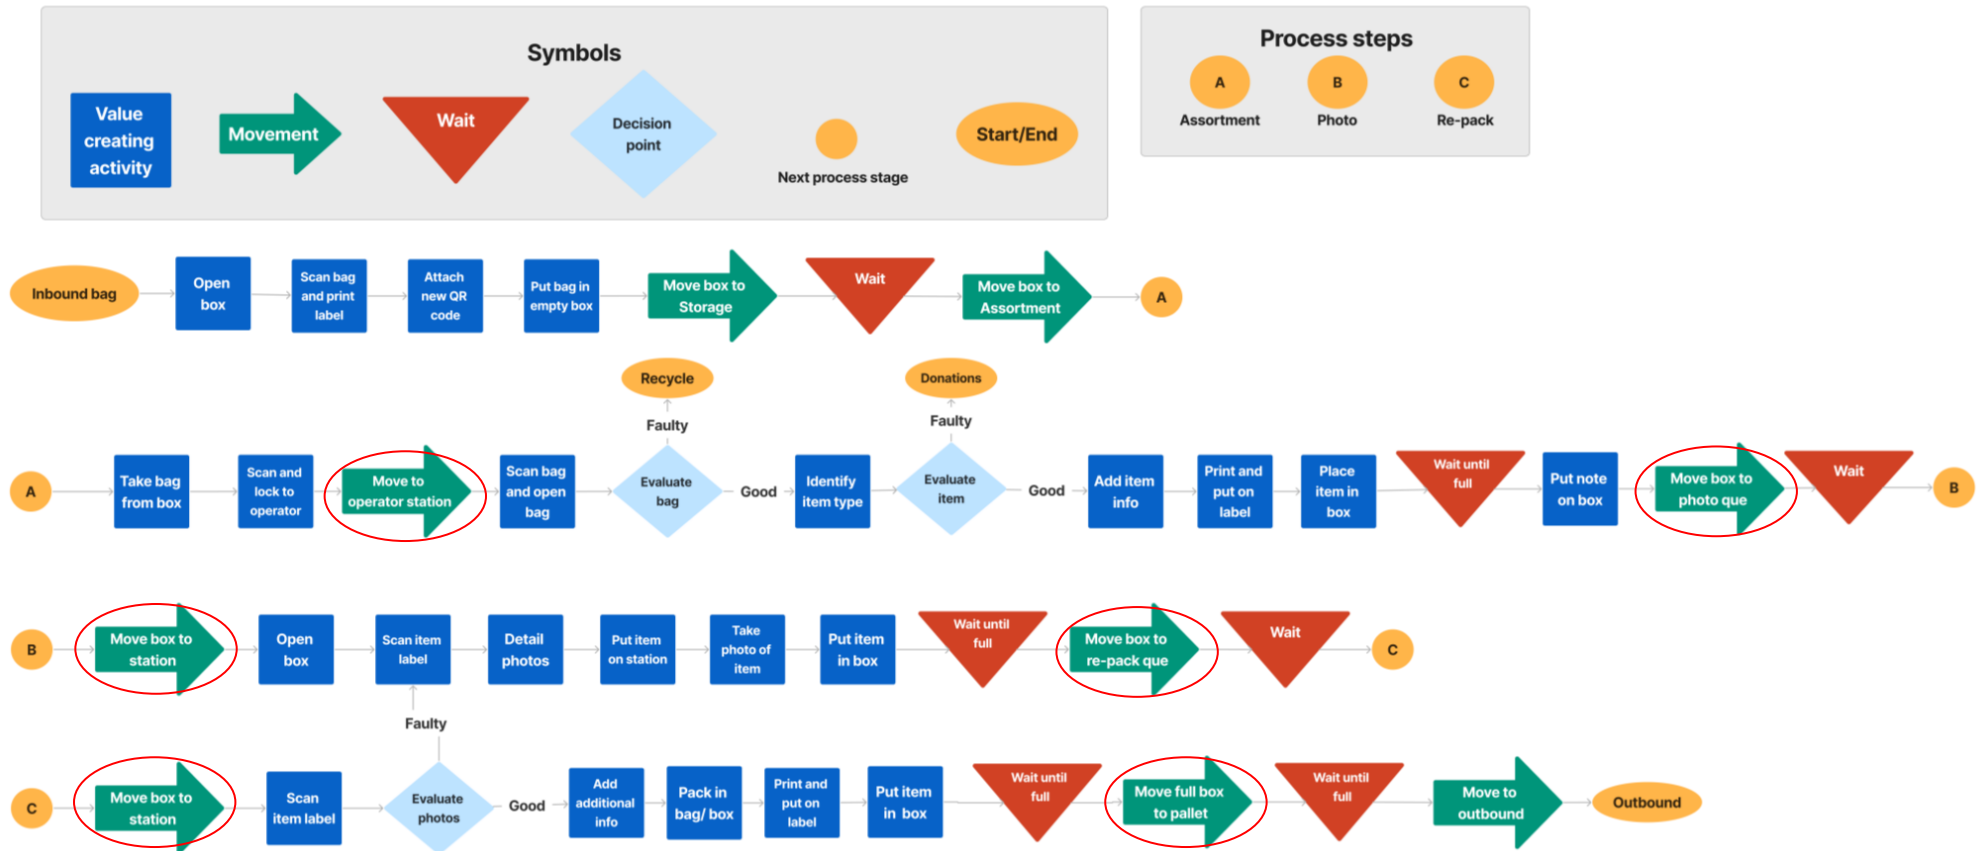 Symbols
Value
creating
activity
Movement
Wait
Decision
point
Next process stage
Start/End
Process steps
A
B
C
Assortment
Photo
Re-pack
Inbound bag
Open
box
Scan bag
and print
label
Attach
new QR
code
Put bag in
empty box
Move box to
Storage
Wait
Move box to
Assortment
A
Recycle
Faulty
Donations
Faulty
A
Take bag
from box
Scan and
lock to
operator
Move to
operator station
Scan bag
and open
bag
Evaluate
bag
Good
Identify
item type
Evaluate
item
Good
Add item
info
Print and
put on
label
Place
item in
box
Wait until
full
Put note
on box
Move box to
photo que
Wait
B
B
Move box to
station
Open
box
Scan item
label
Detail
photos
Put item
on station
Take
photo of
item
Put item
in box
Wait until
full
Move box to
re-pack que
Wait
C
Faulty
C
Move box to
station
Scan
item label
Evaluate
photos
Good
Add
additional
info
Pack in
bag/ box
Print and
put on
label
Put item
in box
Wait until
full
Move full box
to pallet
Wait until
full
Move to
outbound
Outbound